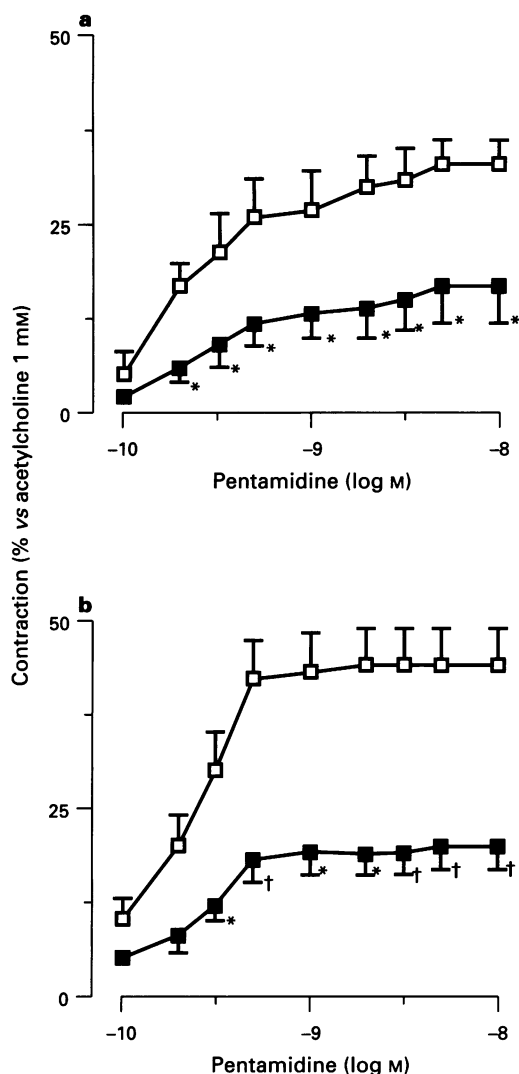 a
50
25
0
* * * * * * * *
−10 −9 −8
Pentamidine (log M)
Contraction (% vs acetylcholine 1 mM)
b
50
25
0
* † * * † † †
−10 −9 −8
Pentamidine (log M)